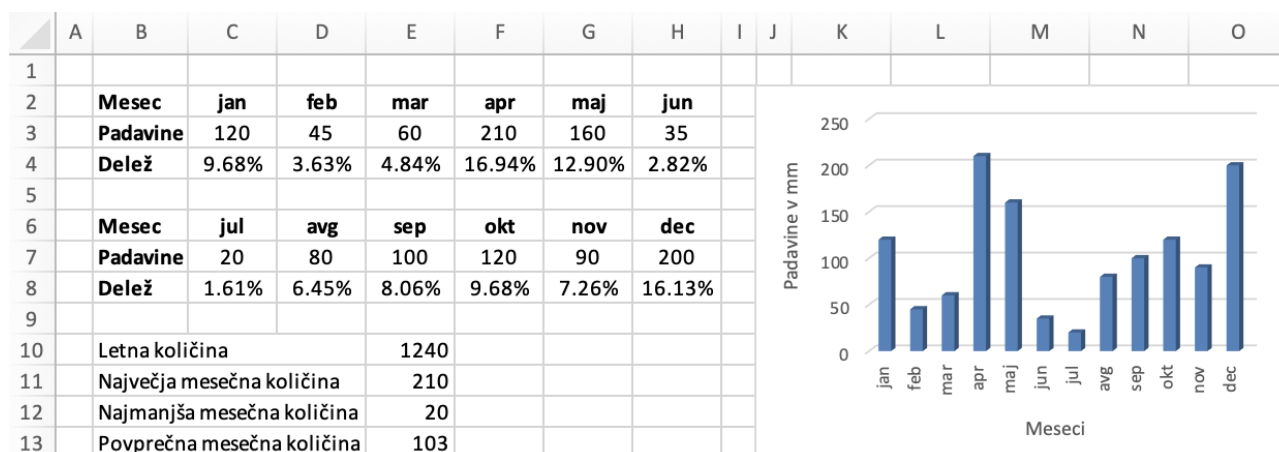 A B C D E F G H I J K L M N O
1
2 Mesec jan feb mar apr maj jun
3 Padavine 120 45 60 210 160 35
4 Delež 9.68% 3.63% 4.84% 16.94% 12.90% 2.82%
5
6 Mesec jul avg sep okt nov dec
7 Padavine 20 80 100 120 90 200
8 Delež 1.61% 6.45% 8.06% 9.68% 7.26% 16.13%
9
10 Letna količina 1240
11 Največja mesečna količina 210
12 Najmanjša mesečna količina 20
13 Povprečna mesečna količina 103
Padavine v mm
250
200
150
100
50
0
jan feb mar apr maj jun jul avg sep okt nov dec
Meseci